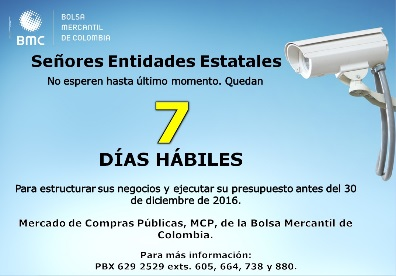 BMC
BOLSA
MERCANTIL
DE COLOMBIA
Señores Entidades Estatales
No esperen hasta último momento. Quedan
7
DÍAS HÁBILES
Para estructurar sus negocios y ejecutar su presupuesto antes del 30
de diciembre de 2016.
Mercado de Compras Públicas, MCP, de la Bolsa Mercantil de
Colombia.
Para más información:
PBX 629 2529 exts. 605, 664, 738 y 880.